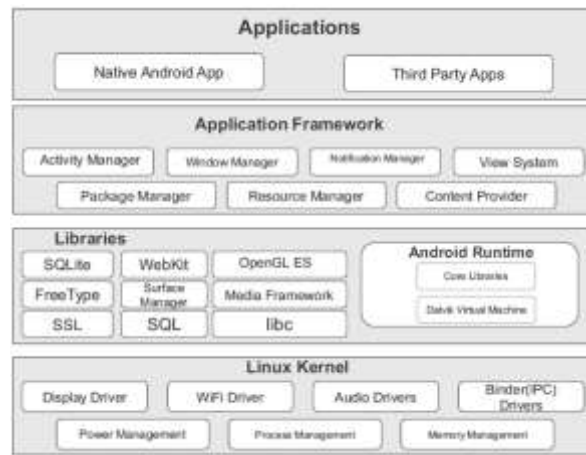 Applications
Native Android App
Third Party Apps
Application Framework
Activity Manager
Window Manager
Notification Manager
View System
Package Manager
Resource Manager
Content Provider
Libraries
SQLite
WebKit
OpenGL ES
FreeType
Surface
Manager
Media Framework
SSL
SQL
libc
Android Runtime
Core Libraries
Dalvik Virtual Machine
Linux Kernel
Display Driver
WiFi Driver
Audio Drivers
Binder(IPC)
Drivers
Power Management
Process Management
Memory Management